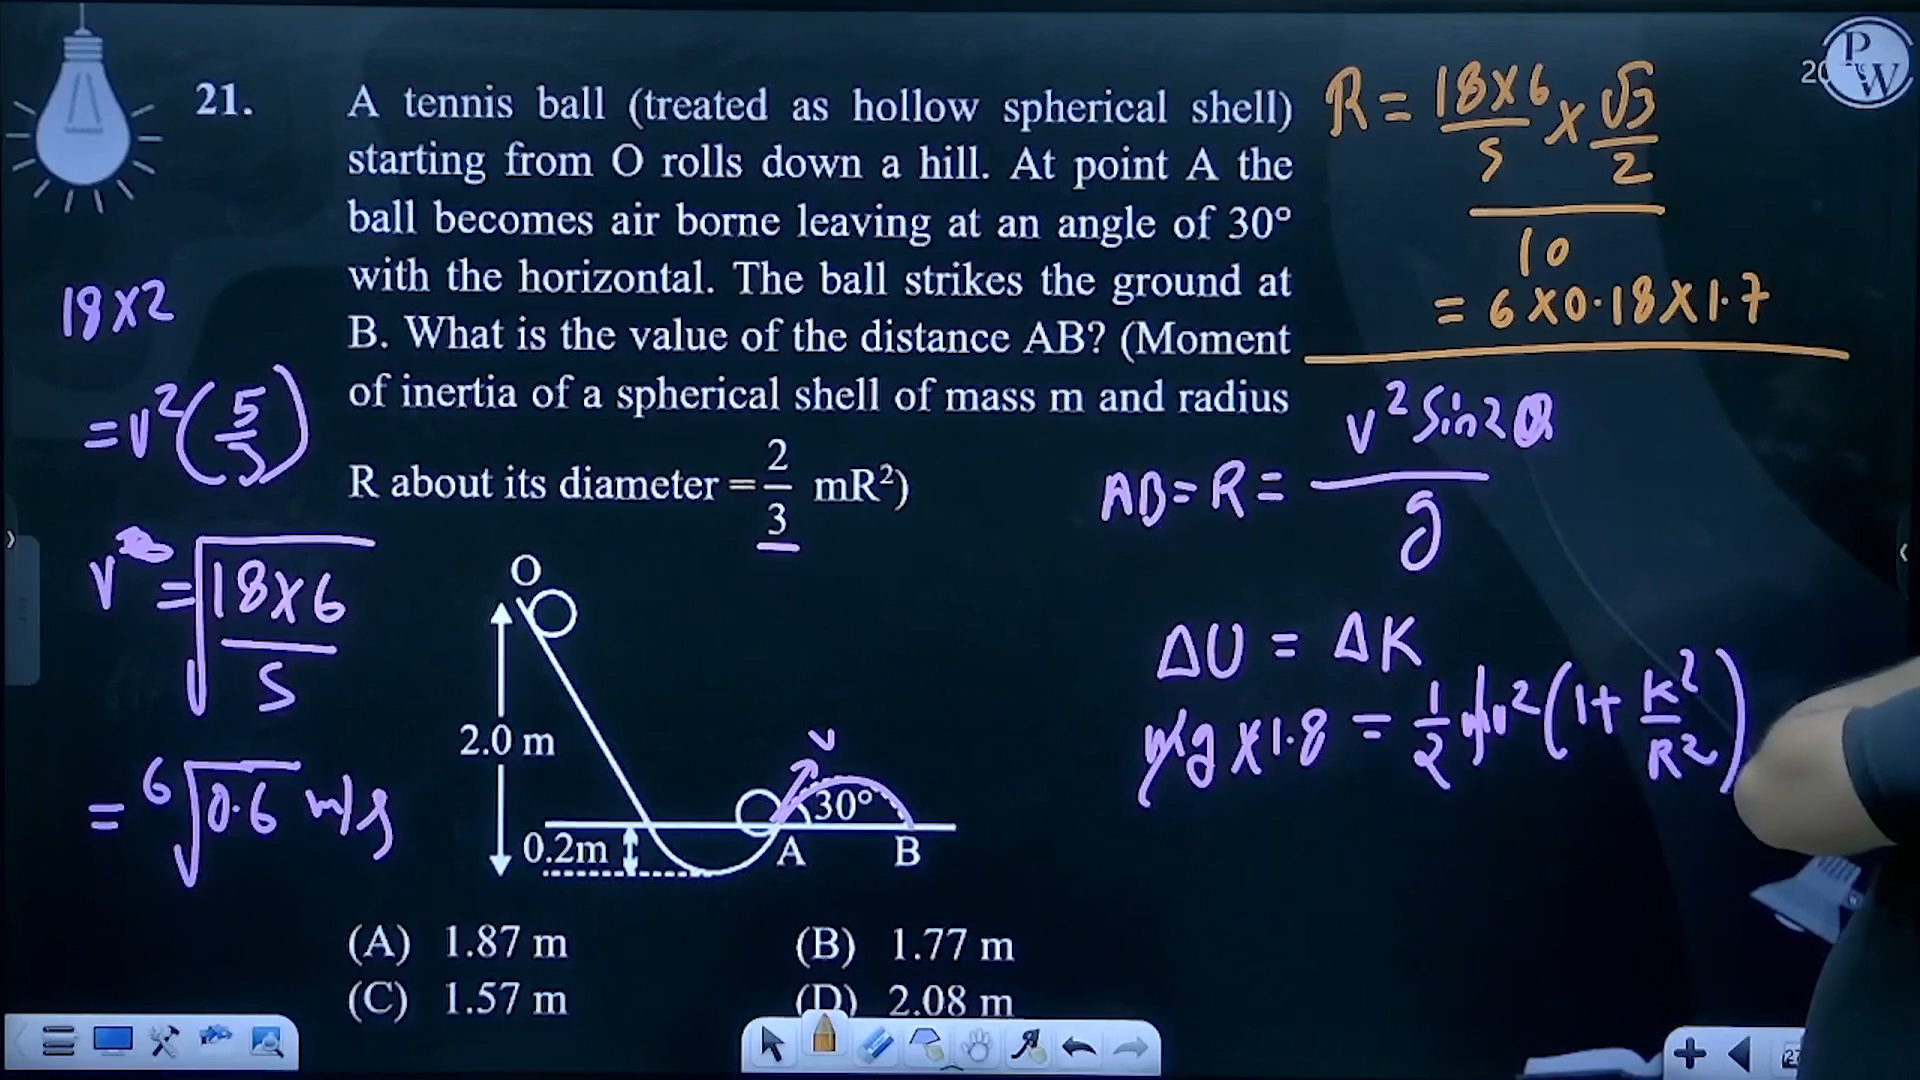 21. A tennis ball (treated as hollow spherical shell)
starting from O rolls down a hill. At point A the
ball becomes air borne leaving at an angle of 30°
with the horizontal. The ball strikes the ground at
B. What is the value of the distance AB? (Moment
of inertia of a spherical shell of mass m and radius
R about its diameter = 2/3 mR²)
O
2.0 m
0.2m
v
30°
A
B
(A) 1.87 m
(B) 1.77 m
(C) 1.57 m
(D) 2.08 m
18×2
= v² (5/3)
v = √(18×6/5)
= 6√0.6 m/s
R = 18×6/5 × √3/2
10
= 6×0.18×1.7
AB = R = v² sin2θ / g
ΔU = ΔK
mg × 1.8 = 1/2 mv² (1 + K²/R²)
PW